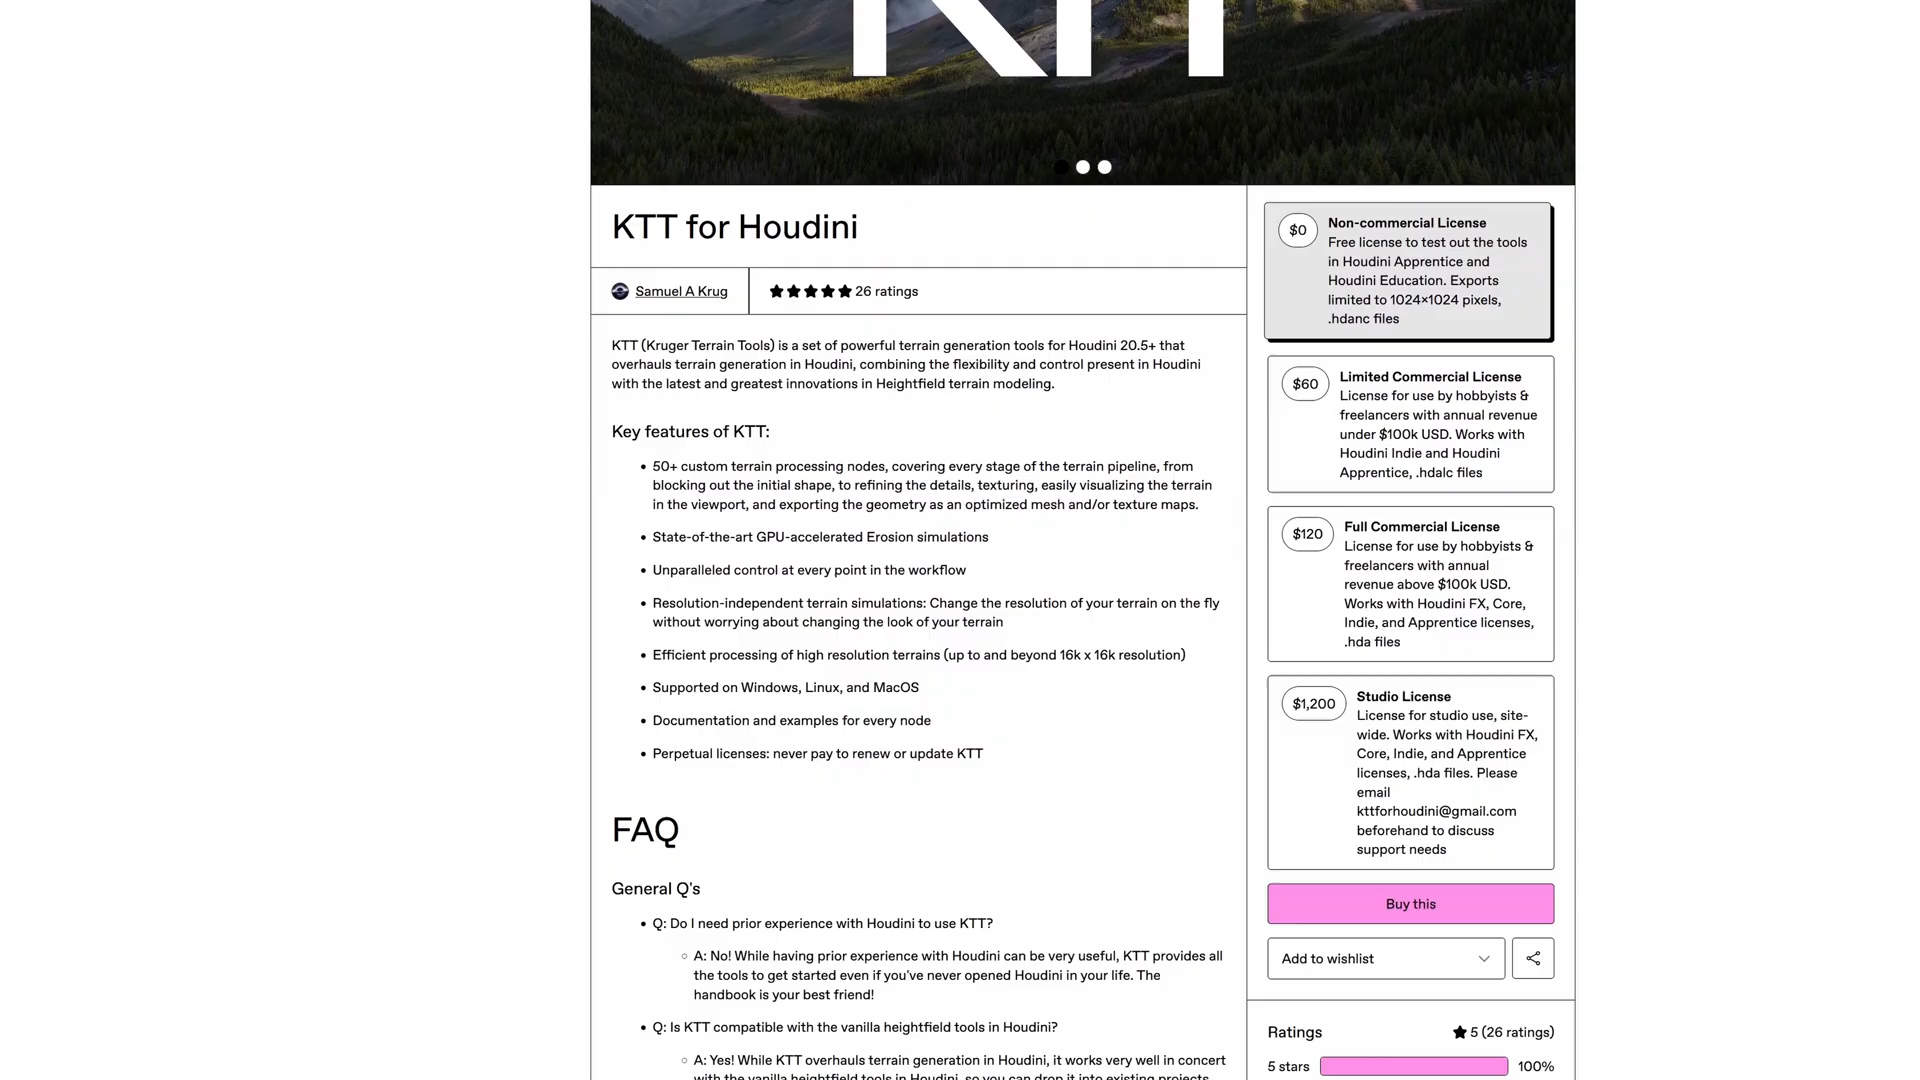 KTT
KTT for Houdini
Samuel A Krug
26 ratings
KTT (Kruger Terrain Tools) is a set of powerful terrain generation tools for Houdini 20.5+ that
overhauls terrain generation in Houdini, combining the flexibility and control present in Houdini
with the latest and greatest innovations in Heightfield terrain modeling.
Key features of KTT:
• 50+ custom terrain processing nodes, covering every stage of the terrain pipeline, from
blocking out the initial shape, to refining the details, texturing, easily visualizing the terrain
in the viewport, and exporting the geometry as an optimized mesh and/or texture maps.
• State-of-the-art GPU-accelerated Erosion simulations
• Unparalleled control at every point in the workflow
• Resolution-independent terrain simulations: Change the resolution of your terrain on the fly
without worrying about changing the look of your terrain
• Efficient processing of high resolution terrains (up to and beyond 16k x 16k resolution)
• Supported on Windows, Linux, and MacOS
• Documentation and examples for every node
• Perpetual licenses: never pay to renew or update KTT
FAQ
General Q's
• Q: Do I need prior experience with Houdini to use KTT?
○ A: No! While having prior experience with Houdini can be very useful, KTT provides all
the tools to get started even if you've never opened Houdini in your life. The
handbook is your best friend!
• Q: Is KTT compatible with the vanilla heightfield tools in Houdini?
○ A: Yes! While KTT overhauls terrain generation in Houdini, it works very well in concert
with the vanilla heightfield tools in Houdini, so you can drop it into existing projects
$0
Non-commercial License
Free license to test out the tools
in Houdini Apprentice and
Houdini Education. Exports
limited to 1024×1024 pixels,
.hdanc files
$60
Limited Commercial License
License for use by hobbyists &
freelancers with annual revenue
under $100k USD. Works with
Houdini Indie and Houdini
Apprentice, .hdalc files
$120
Full Commercial License
License for use by hobbyists &
freelancers with annual
revenue above $100k USD.
Works with Houdini FX, Core,
Indie, and Apprentice licenses,
.hda files
$1,200
Studio License
License for studio use, site-
wide. Works with Houdini FX,
Core, Indie, and Apprentice
licenses, .hda files. Please
email
kttforhoudini@gmail.com
beforehand to discuss
support needs
Buy this
Add to wishlist
Ratings
5 (26 ratings)
5 stars
100%